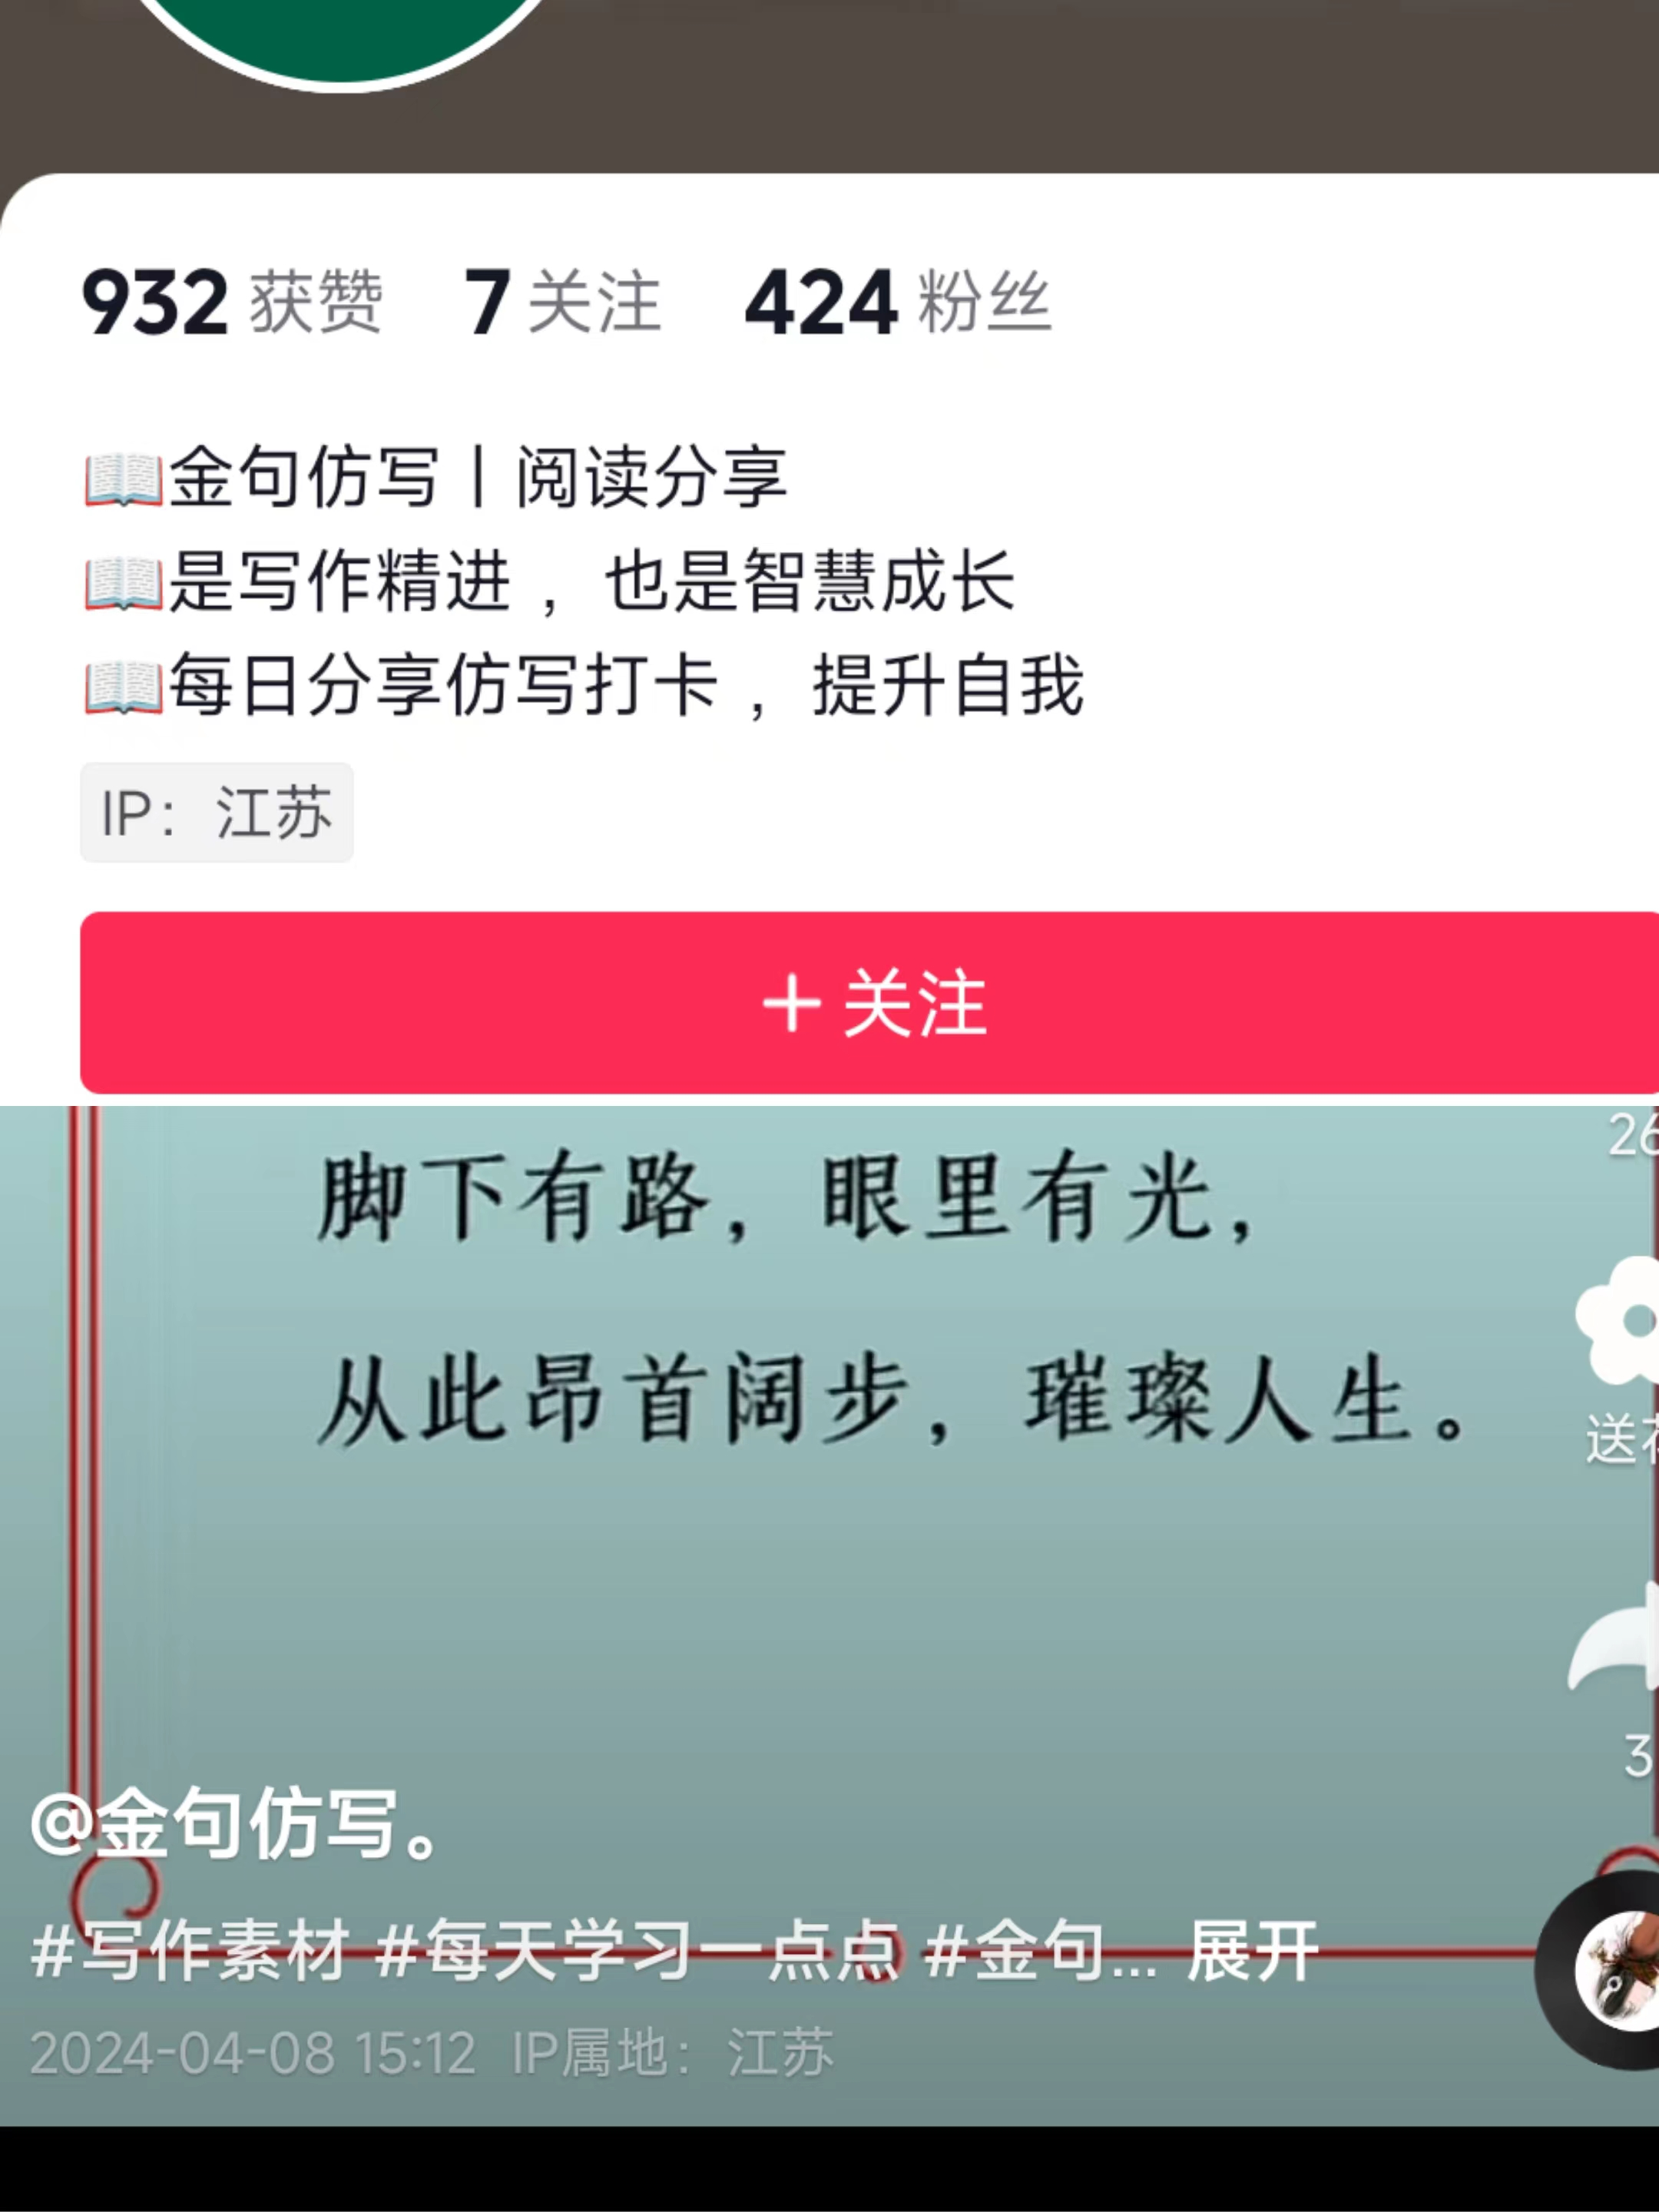 932 获赞 7 关注 424 粉丝
📖金句仿写丨阅读分享
📖是写作精进，也是智慧成长
📖每日分享仿写打卡，提升自我
IP：江苏
+ 关注
脚下有路，眼里有光，
从此昂首阔步，璀璨人生。
送
3
@金句仿写。
#写作素材 #每天学习一点点 #金句... 展开
2024-04-08 15:12 IP属地：江苏